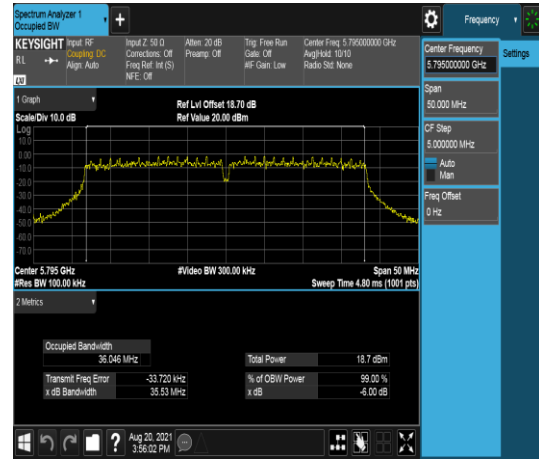 Spectrum Analyzer 1
Occupied BW
+
Frequency
KEYSIGHT
Input: RF
Coupling: DC
Align: Auto
RL
LXI
Input Z: 50 Ω
Corrections: Off
Freq Ref: Int (S)
NFE: Off
Atten: 20 dB
Preamp: Off
Trig: Free Run
Gate: Off
#IF Gain: Low
Center Freq: 5.795000000 GHz
Avg|Hold: 10/10
Radio Std: None
Center Frequency
5.795000000 GHz
Settings
Span
50.000 MHz
CF Step
5.000000 MHz
Auto
Man
Freq Offset
0 Hz
1 Graph
Scale/Div 10.0 dB
Ref Lvl Offset 18.70 dB
Ref Value 20.00 dBm
Log
10.0
0.00
-10.0
-20.0
-30.0
-40.0
-50.0
-60.0
-70.0
Center 5.795 GHz
#Video BW 300.00 kHz
Span 50 MHz
#Res BW 100.00 kHz
Sweep Time 4.80 ms (1001 pts)
2 Metrics
Occupied Bandwidth
36.046 MHz
Total Power 18.7 dBm
Transmit Freq Error -33.720 kHz
% of OBW Power 99.00 %
x dB Bandwidth 35.53 MHz
x dB -6.00 dB
?
Aug 20, 2021
3:56:02 PM